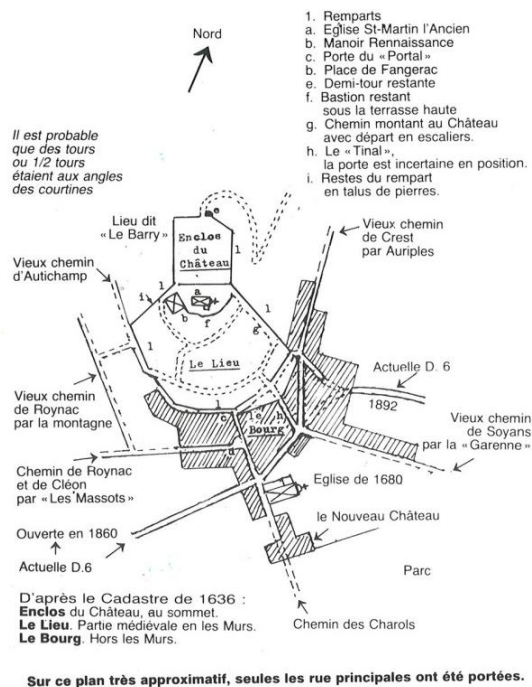 Nord
1. Remparts
a. Eglise St-Martin l'Ancien
b. Manoir Rennaissance
c. Porte du «Portal»
b. Place de Fangerac
e. Demi-tour restante
f. Bastion restant
sous la terrasse haute
g. Chemin montant au Château
avec départ en escaliers.
h. Le «Tinal»,
la porte est incertaine en position.
i. Restes du rempart
en talus de pierres.
Il est probable
que des tours
ou 1/2 tours
étaient aux angles
des courtines
Lieu dit
«Le Barry»
e
Enclos
du
Château
1
Vieux chemin
de Crest
par Auriples
Vieux chemin
d'Autichamp
i
1
a
b
f
g
1
1
Le Lieu
Actuelle D. 6
1892
Vieux chemin
de Roynac
par la montagne
1
c
le
h
Bourg
d
Vieux chemin
de Soyans
par la «Garenne»
Chemin de Roynac
et de Cléon
par «Les Massots»
Eglise de 1680
Ouverte en 1860
le Nouveau Château
Actuelle D.6
Parc
Chemin des Charols
D'après le Cadastre de 1636 :
Enclos du Château, au sommet.
Le Lieu. Partie médiévale en les Murs.
Le Bourg. Hors les Murs.
Sur ce plan très approximatif, seules les rue principales ont été portées.